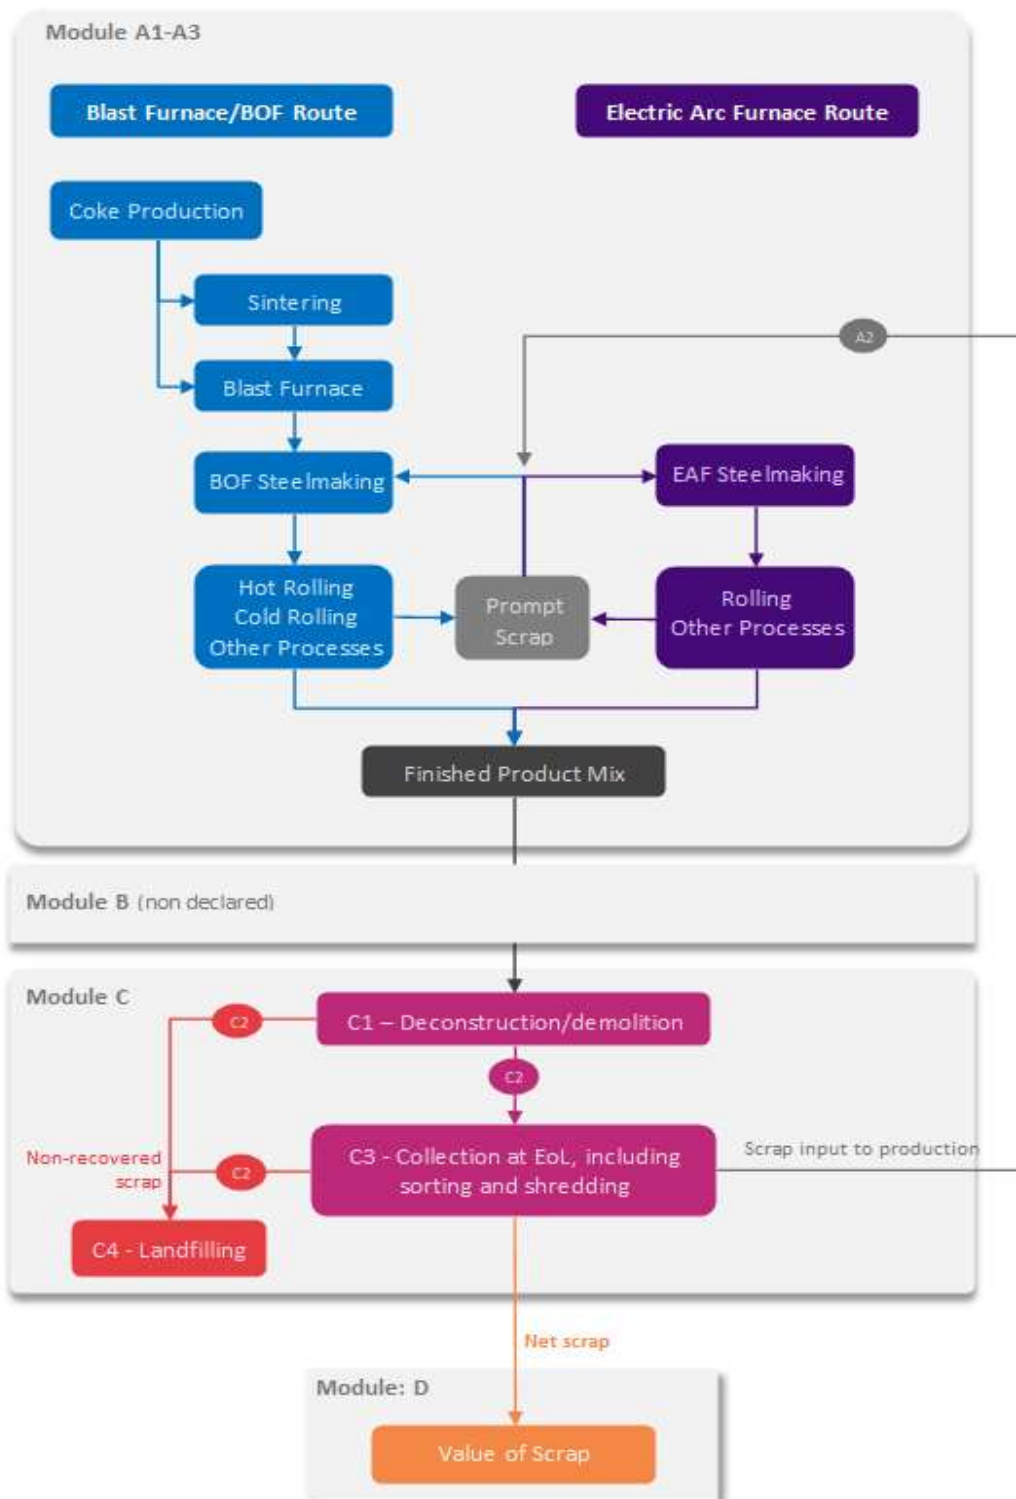 Module A1-A3
Blast Furnace/BOF Route
Electric Arc Furnace Route
Coke Production
Sintering
A2
Blast Furnace
BOF Steelmaking
EAF Steelmaking
Hot Rolling
Cold Rolling
Other Processes
Prompt
Scrap
Rolling
Other Processes
Finished Product Mix
Module B (non declared)
Module C
C2
C1 – Deconstruction/demolition
C2
Non-recovered
scrap
C2
C3 - Collection at EoL, including
sorting and shredding
Scrap input to production
C4 - Landfilling
Net scrap
Module: D
Value of Scrap